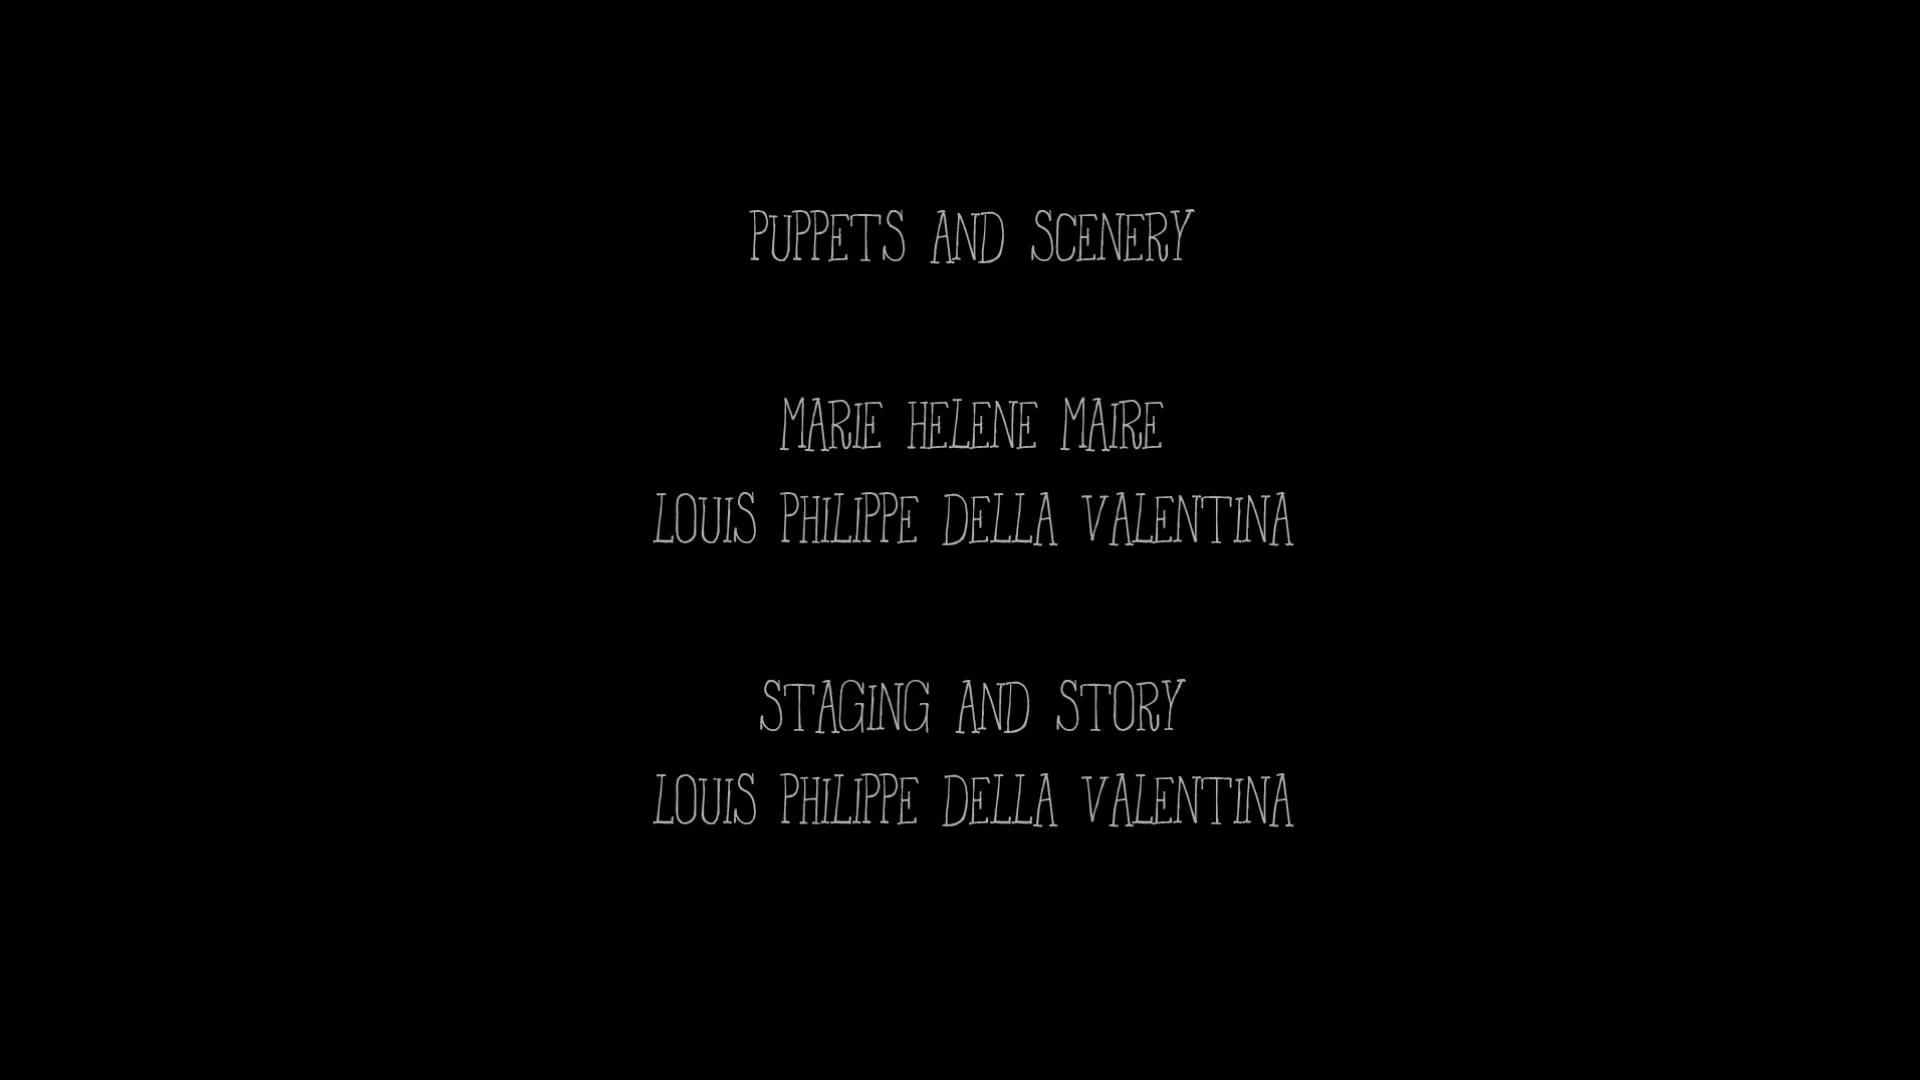 PUPPETS AND SCENERY
MARIE HELENE MAIRE
LOUIS PHILIPPE DELLA VALENTINA
STAGING AND STORY
LOUIS PHILIPPE DELLA VALENTINA